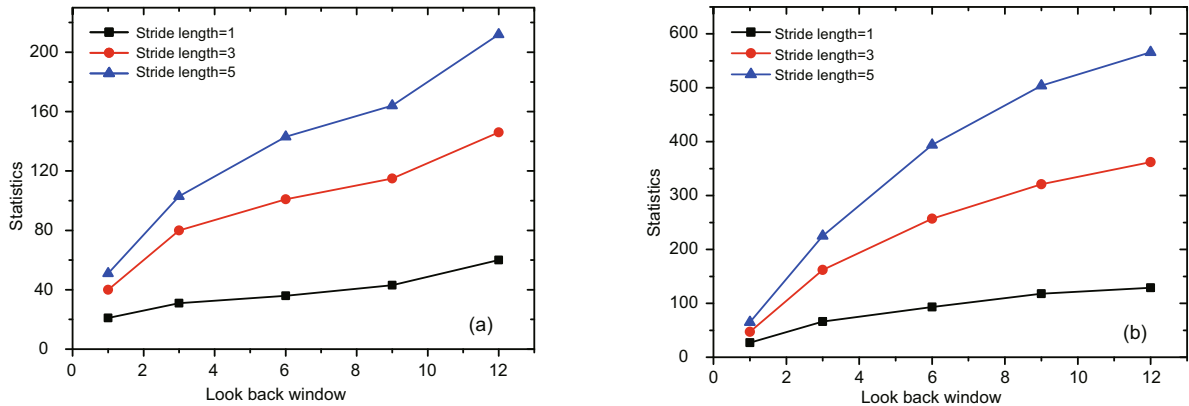 Stride length=1
Stride length=3
Stride length=5
220
200
160
120
80
40
0
Statistics
(a)
0 2 4 6 8 10 12
Look back window
Stride length=1
Stride length=3
Stride length=5
600
500
400
300
200
100
0
Statistics
(b)
0 2 4 6 8 10 12
Look back window